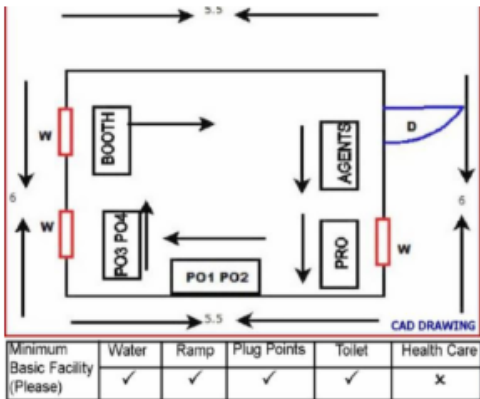 5.5
W
BOOTH
AGENTS
D
6
6
W
PO3 PO4
PRO
W
PO1 PO2
5.5
CAD DRAWING
Minimum Basic Facility (Please) Water Ramp Plug Points Toilet Health Care
✓ ✓ ✓ ✓ x